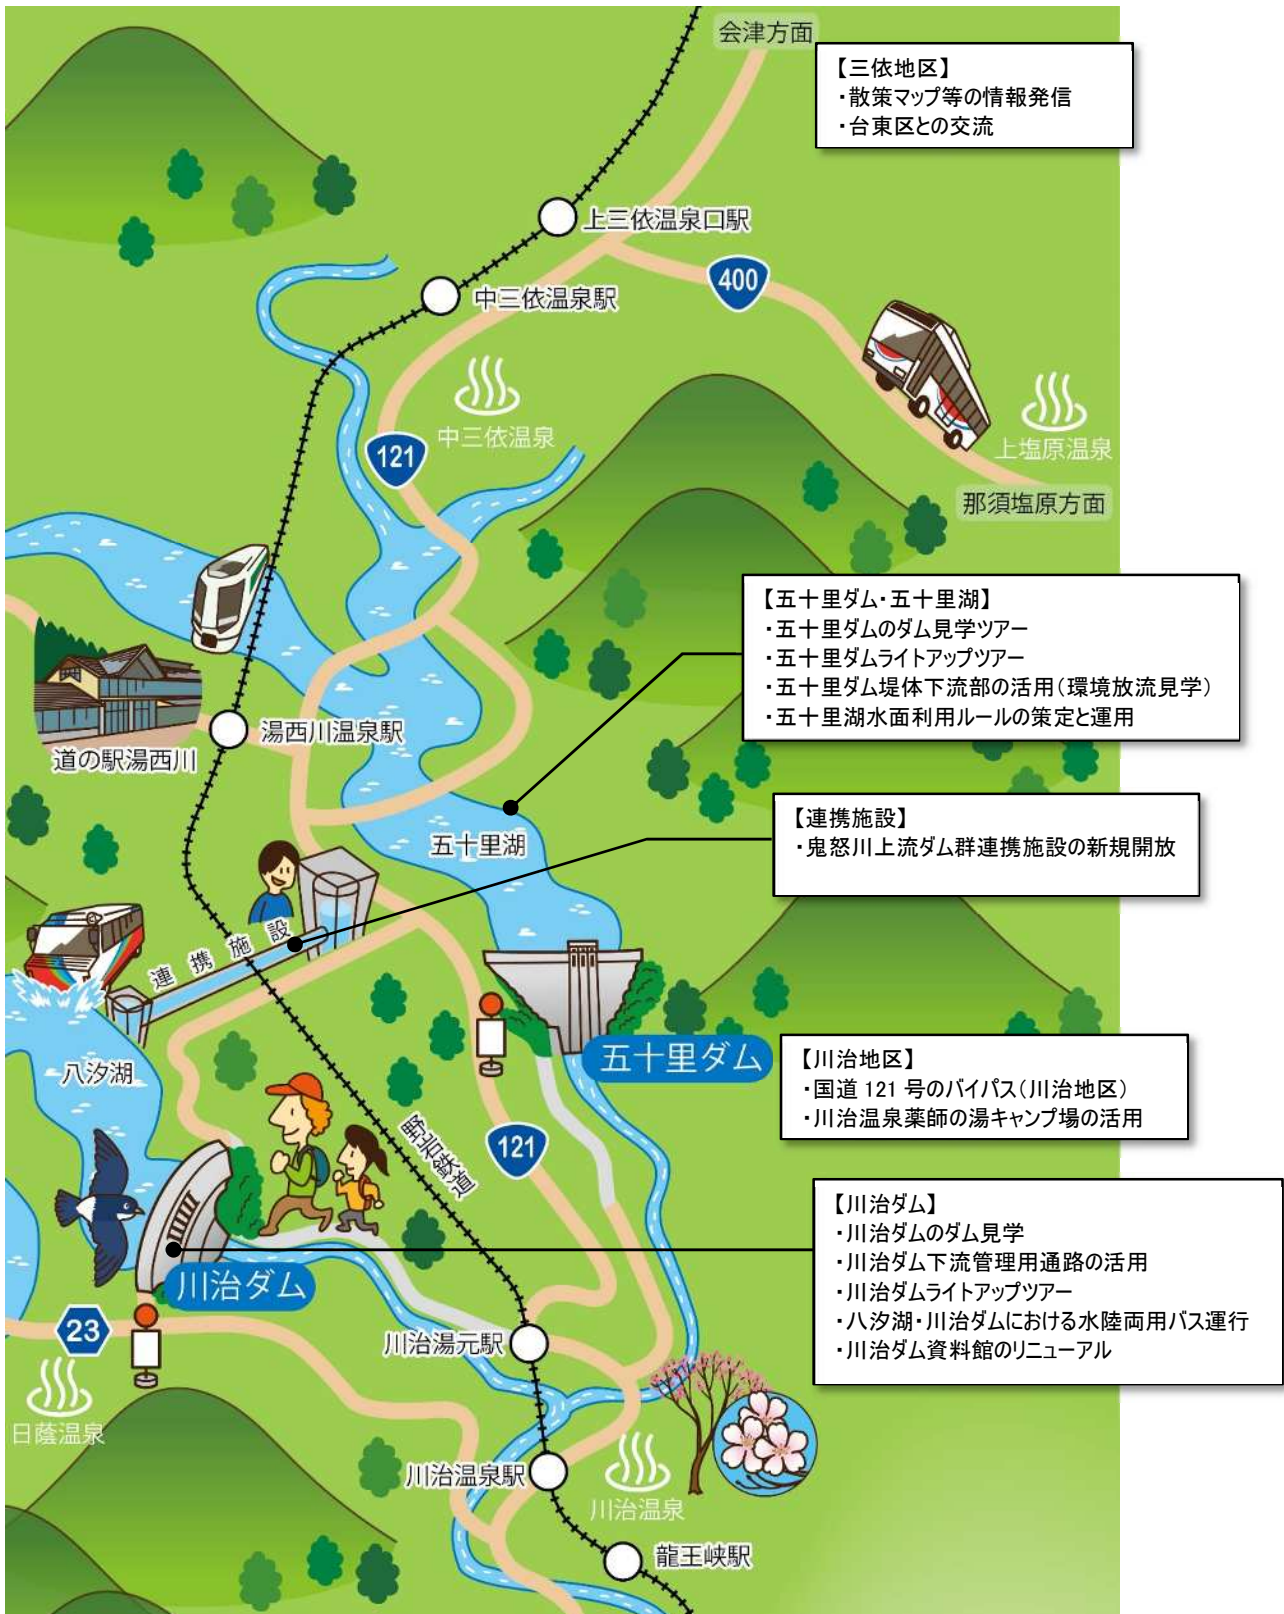 会津方面
【三依地区】
・散策マップ等の情報発信
・台東区との交流
上三依温泉口駅
中三依温泉駅
400
中三依温泉
121
上塩原温泉
那須塩原方面
【五十里ダム・五十里湖】
・五十里ダムのダム見学ツアー
・五十里ダムライトアップツアー
・五十里ダム堤体下流部の活用(環境放流見学)
・五十里湖水面利用ルールの策定と運用
湯西川温泉駅
道の駅湯西川
五十里湖
【連携施設】
・鬼怒川上流ダム群連携施設の新規開放
連携施設
八汐湖
五十里ダム
【川治地区】
・国道 121 号のバイパス(川治地区)
・川治温泉薬師の湯キャンプ場の活用
野岩鉄道
121
【川治ダム】
・川治ダムのダム見学
・川治ダム下流管理用通路の活用
・川治ダムライトアップツアー
・八汐湖・川治ダムにおける水陸両用バス運行
・川治ダム資料館のリニューアル
川治ダム
23
川治湯元駅
日蔭温泉
川治温泉駅
川治温泉
龍王峡駅